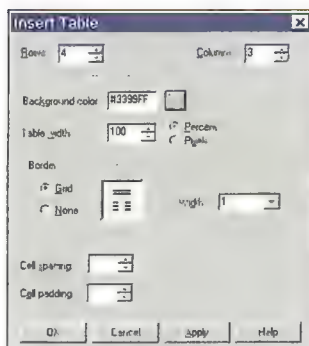 Insert Table
Rows 4 Columns 3
Background color #3399FF
Table width 100 Percent
Pixels
Border
Grid
None
Width 1
Cell spacing
Cell padding
OK Cancel Apply Help